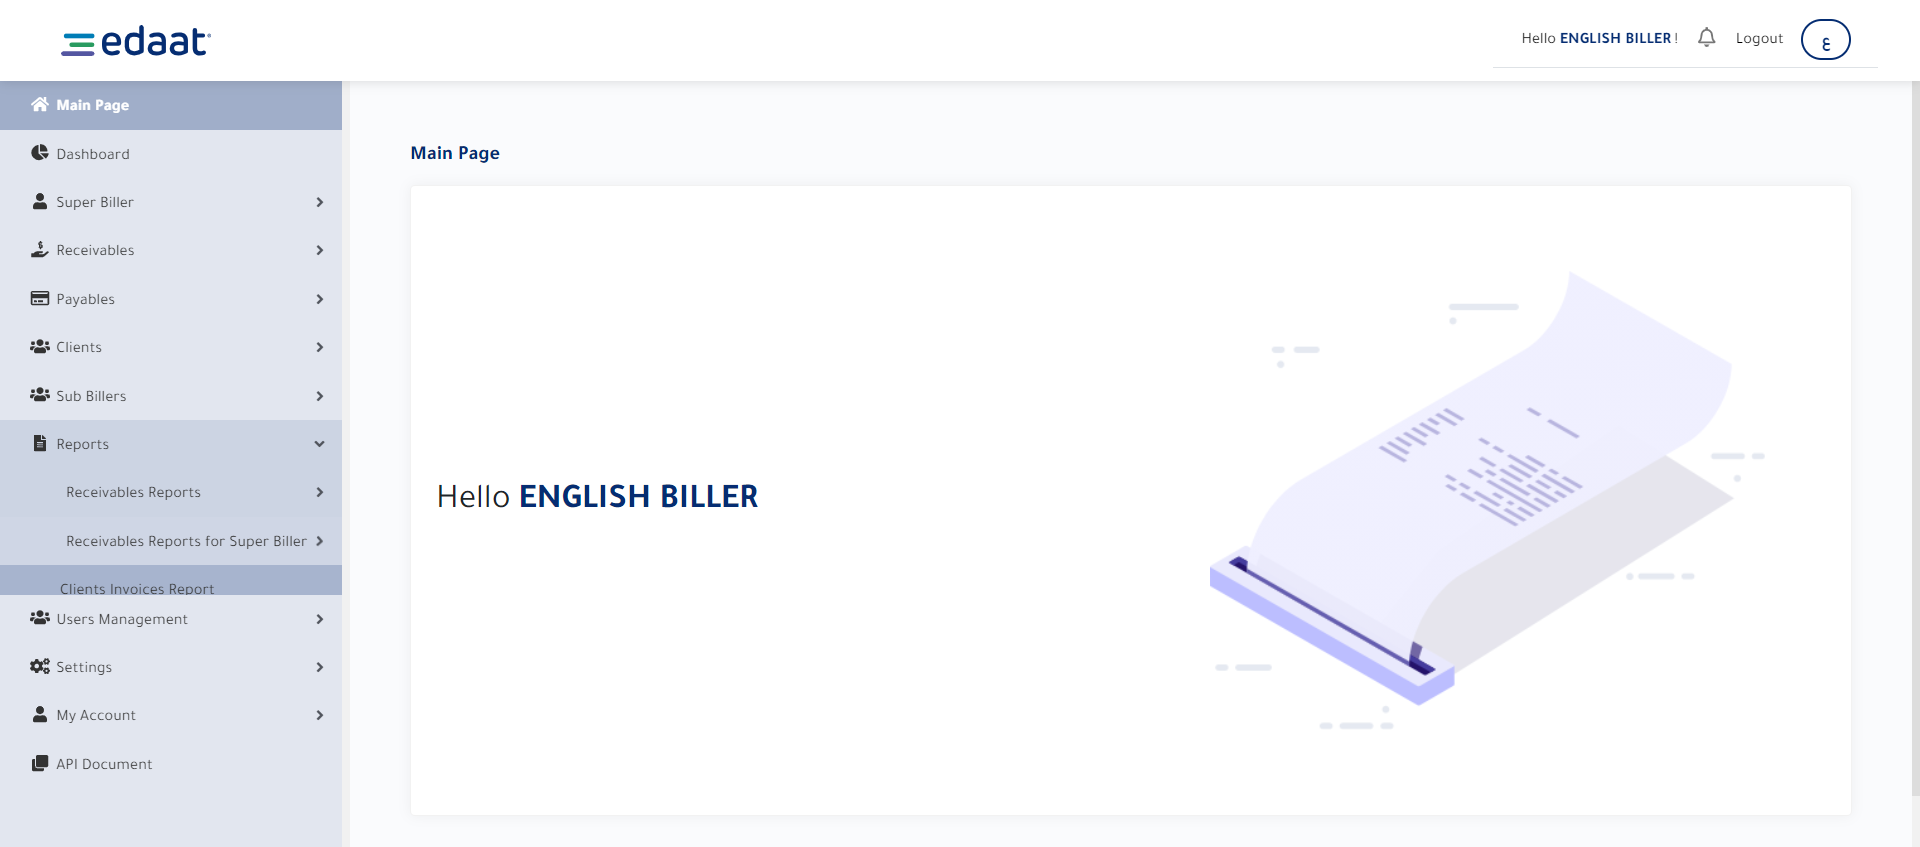 edaat
Hello ENGLISH BILLER !
Logout
ع
Main Page
Dashboard
Super Biller
Receivables
Payables
Clients
Sub Billers
Reports
Receivables Reports
Receivables Reports for Super Biller
Clients Invoices Report
Users Management
Settings
My Account
API Document
Main Page
Hello ENGLISH BILLER